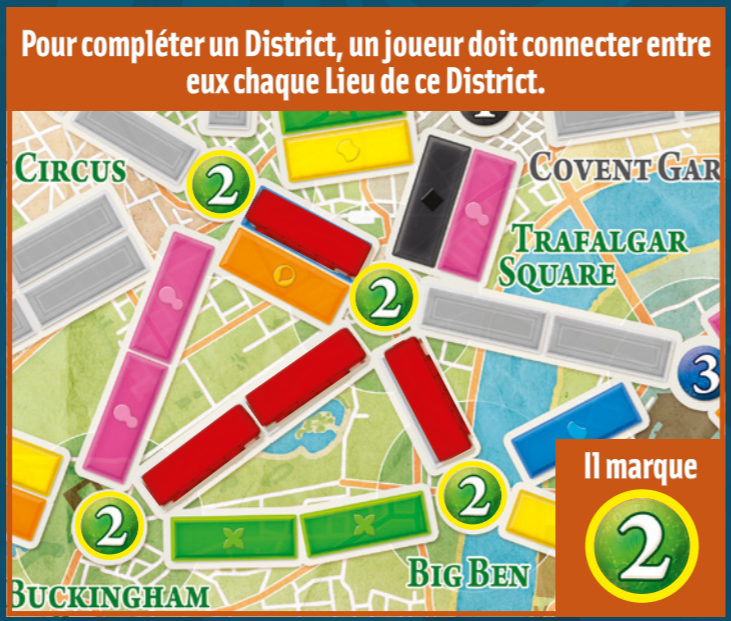 Pour compléter un District, un joueur doit connecter entre
eux chaque Lieu de ce District.
CIRCUS
2
COVENT GAR
TRAFALGAR
SQUARE
2
3
Il marque
2
2
2
BIG BEN
BUCKINGHAM